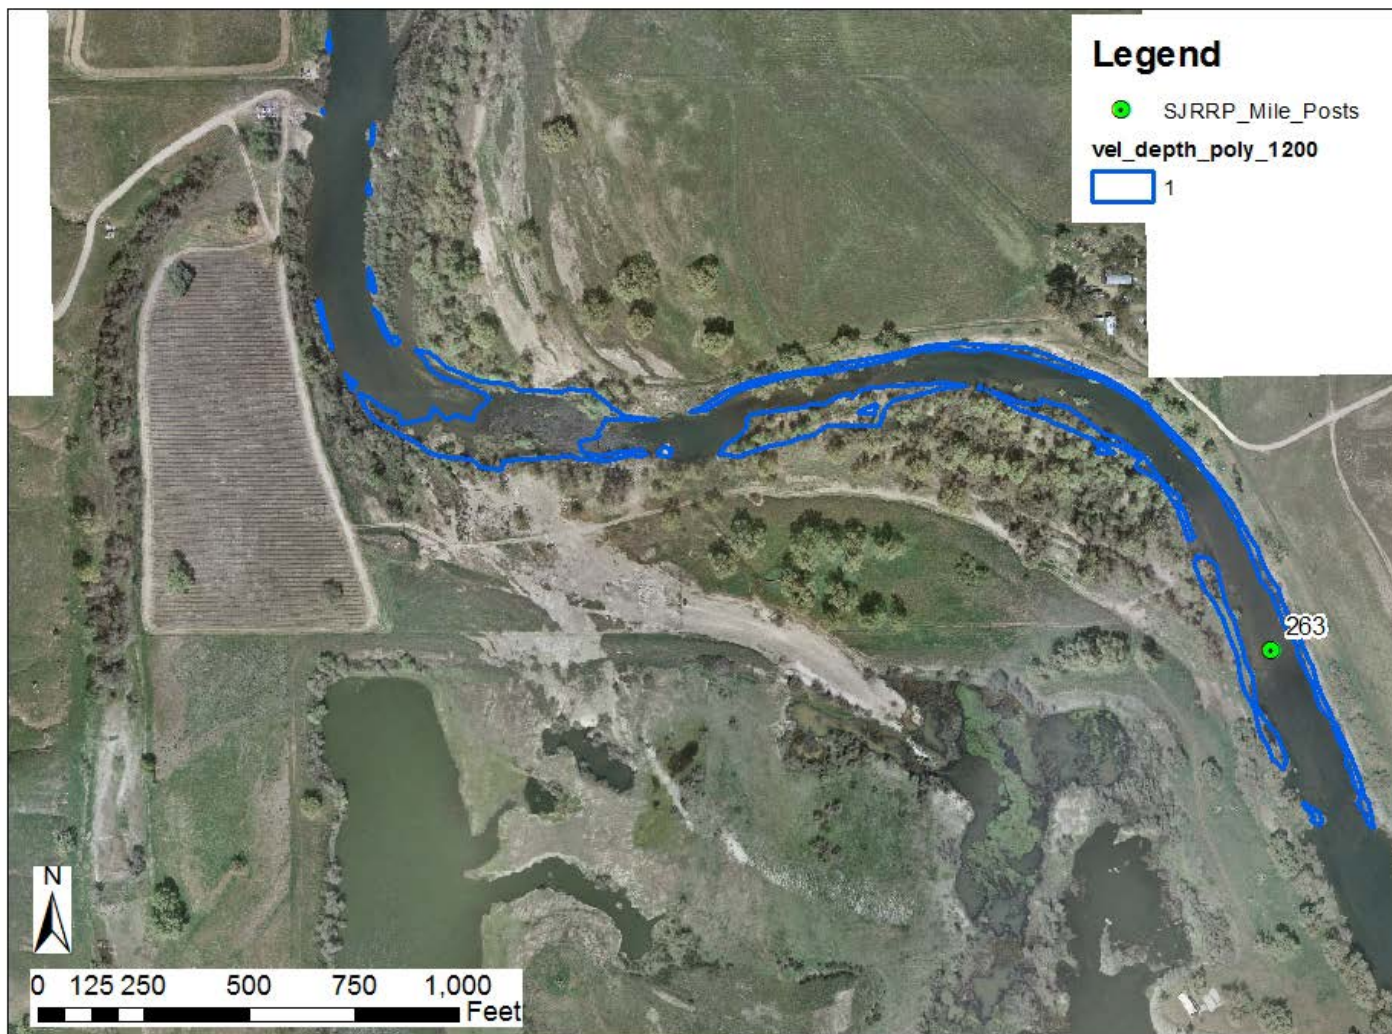 Legend
SJRRP_Mile_Posts
vel_depth_poly_1200
1
263
N
0 125 250 500 750 1,000
Feet